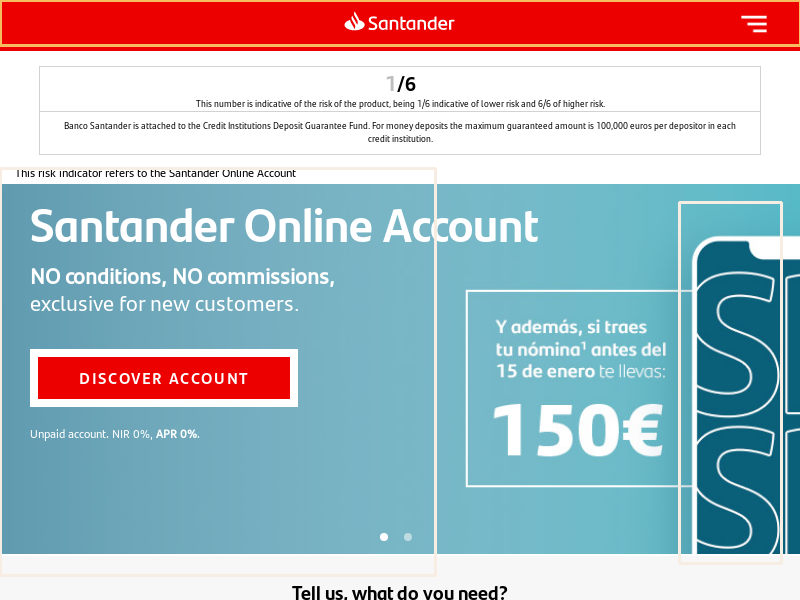 Santander
1/6
This number is indicative of the risk of the product, being 1/6 indicative of lower risk and 6/6 of higher risk.
Banco Santander is attached to the Credit Institutions Deposit Guarantee Fund. For money deposits the maximum guaranteed amount is 100,000 euros per depositor in each
credit institution.
This risk indicator refers to the Santander Online Account
Santander Online Account
NO conditions, NO commissions,
exclusive for new customers.
DISCOVER ACCOUNT
Unpaid account. NIR 0%, APR 0%.
Y además, si traes
tu nómina¹ antes del
15 de enero te llevas:
150€
Tell us, what do you need?